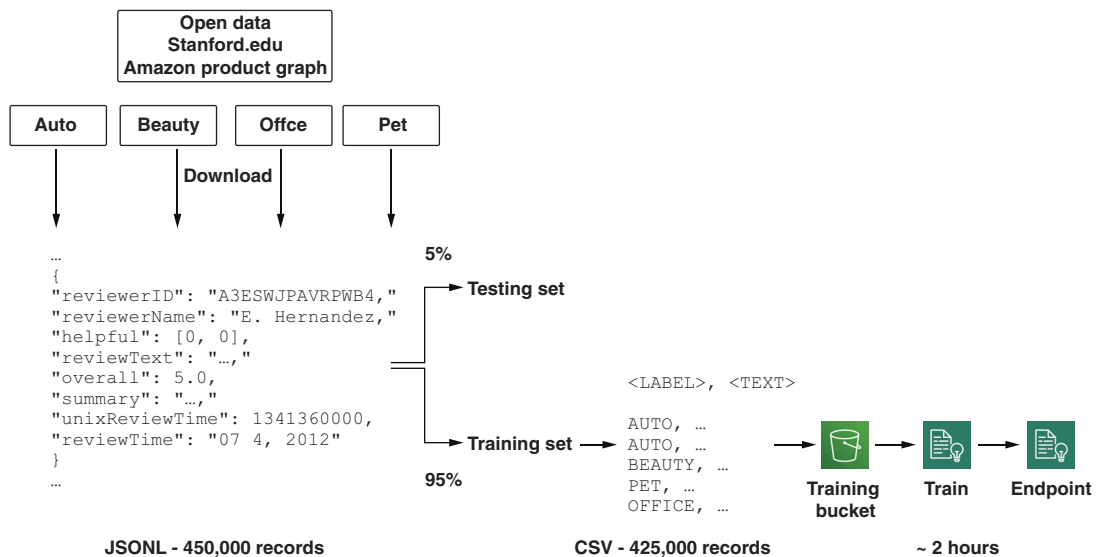 Open data
Stanford.edu
Amazon product graph
Auto
Beauty
Offce
Pet
Download
…
{
"reviewerID": "A3ESWJPAVRPWB4,"
"reviewerName": "E. Hernandez,"
"helpful": [0, 0],
"reviewText": "…,"
"overall": 5.0,
"summary": "…,"
"unixReviewTime": 1341360000,
"reviewTime": "07 4, 2012"
}
…
5%
Testing set
Training set
95%
<LABEL>, <TEXT>
AUTO, …
AUTO, …
BEAUTY, …
PET, …
OFFICE, …
Training
bucket
Train
Endpoint
JSONL - 450,000 records
CSV - 425,000 records
~ 2 hours